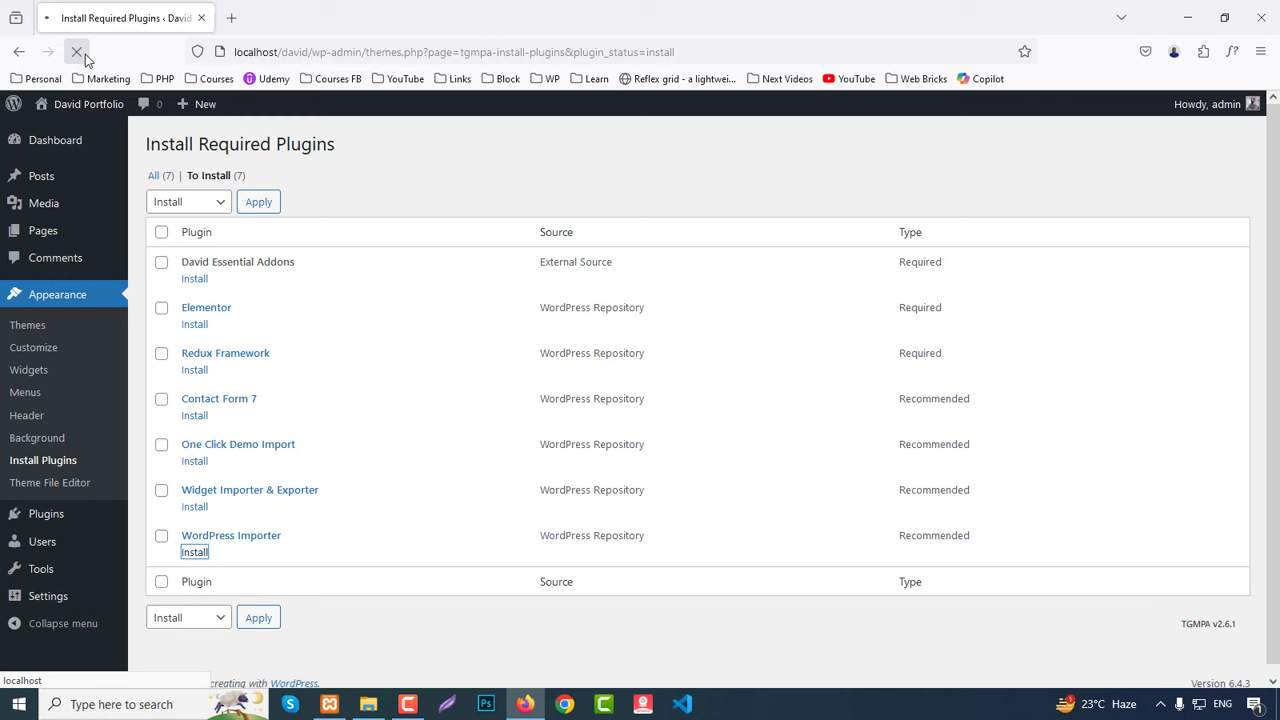 Install Required Plugins ‹ David
localhost/david/wp-admin/themes.php?page=tgmpa-install-plugins&plugin_status=install
Personal Marketing PHP Courses Udemy Courses FB YouTube Links Block WP Learn Reflex grid - a lightwei... Next Videos YouTube Web Bricks Copilot
David Portfolio 0 New Howdy, admin
Dashboard
Posts
Media
Pages
Comments
Appearance
Themes
Customize
Widgets
Menus
Header
Background
Install Plugins
Theme File Editor
Plugins
Users
Tools
Settings
Collapse menu
Install Required Plugins
All (7) | To Install (7)
Install Apply
Plugin Source Type
David Essential Addons External Source Required
Install
Elementor WordPress Repository Required
Install
Redux Framework WordPress Repository Required
Install
Contact Form 7 WordPress Repository Recommended
Install
One Click Demo Import WordPress Repository Recommended
Install
Widget Importer & Exporter WordPress Repository Recommended
Install
WordPress Importer WordPress Repository Recommended
Install
Plugin Source Type
Install Apply
TGMPA v2.6.1
localhost
creating with WordPress. Version 6.4.3
Type here to search
23°C Haze ENG